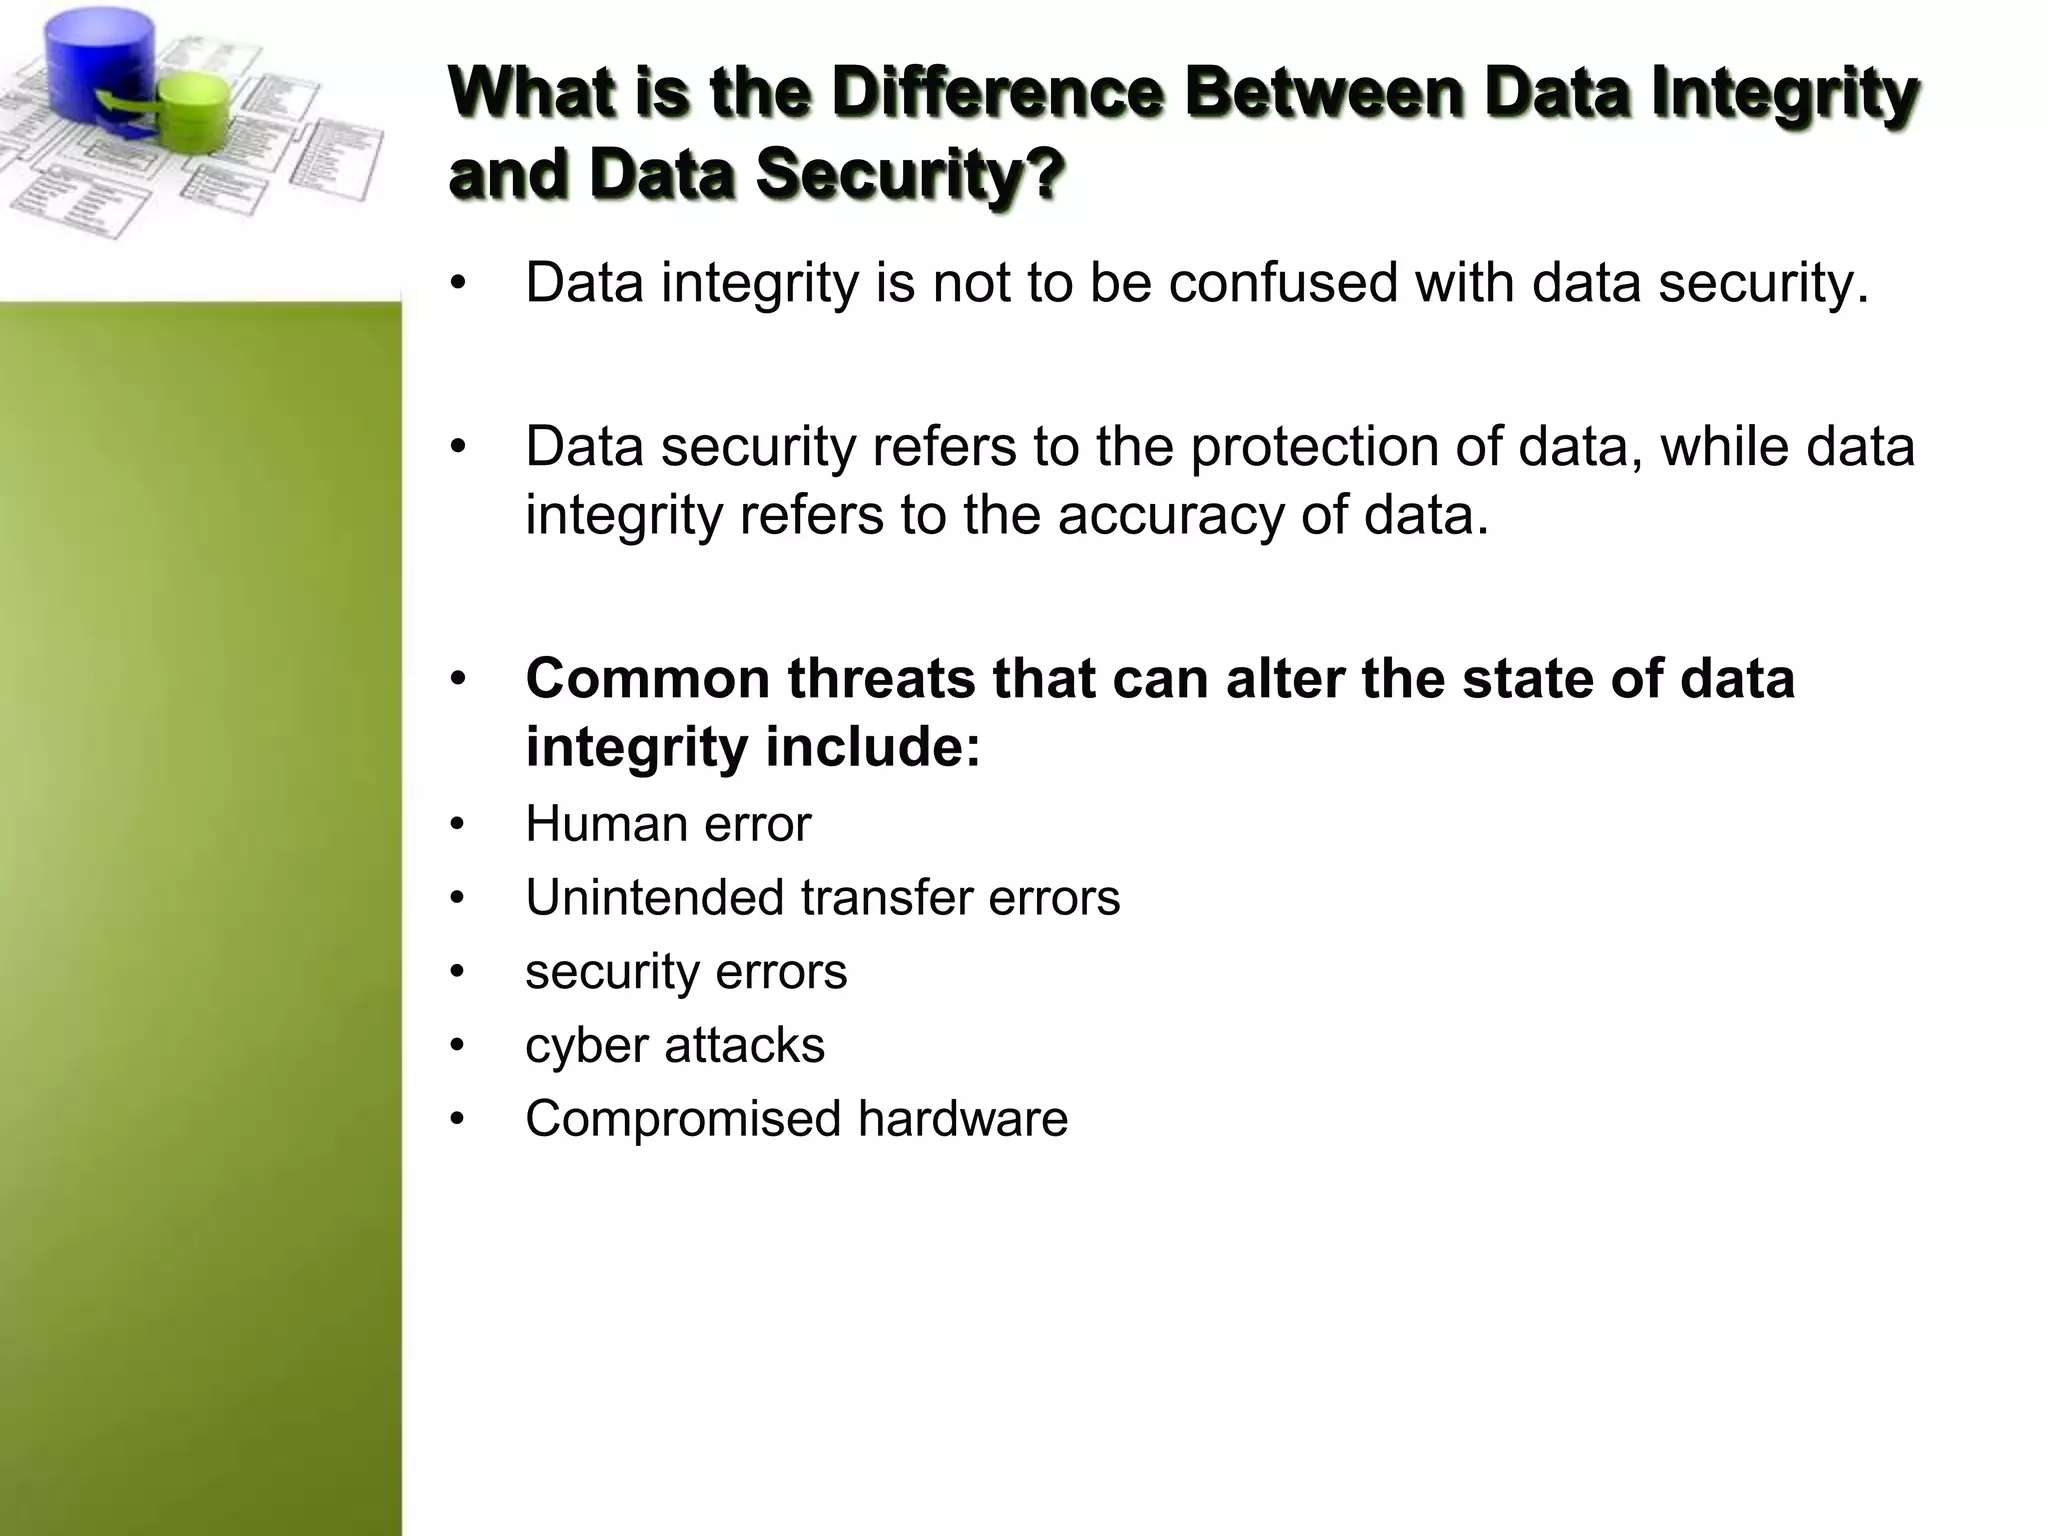 What is the Difference Between Data Integrity
and Data Security?
• Data integrity is not to be confused with data security.
• Data security refers to the protection of data, while data
integrity refers to the accuracy of data.
• Common threats that can alter the state of data
integrity include:
• Human error
• Unintended transfer errors
• security errors
• cyber attacks
• Compromised hardware